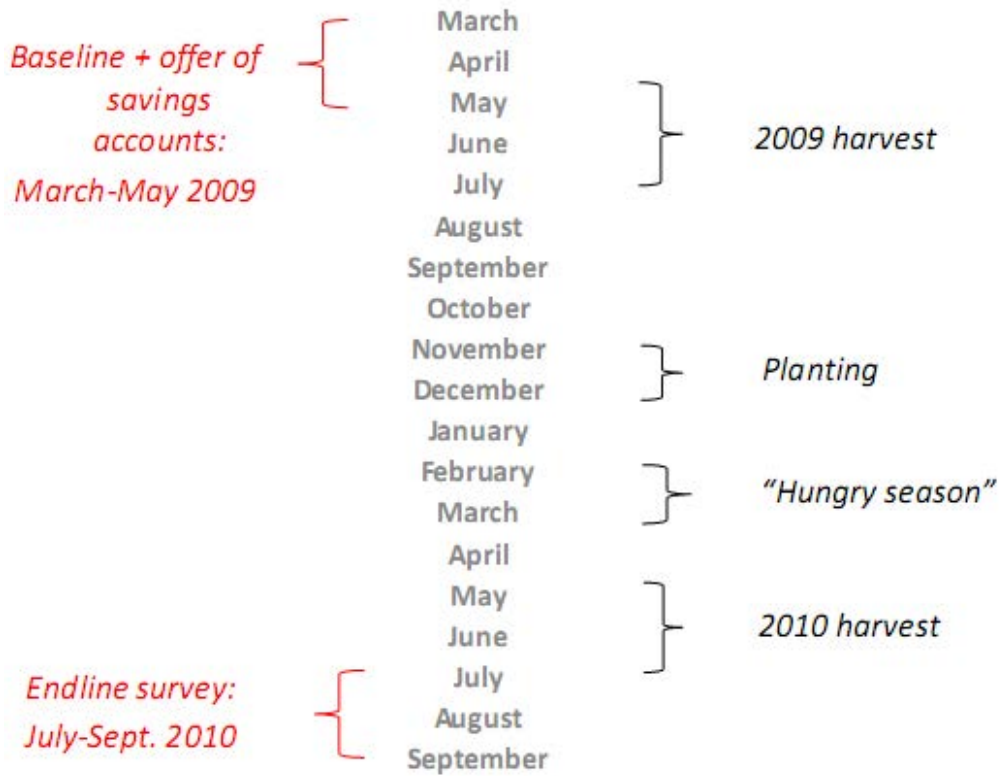 Baseline + offer of
savings
accounts:
March-May 2009
March
April
May
June
July
August
September
October
November
December
January
February
March
April
May
June
July
August
September
2009 harvest
Planting
“Hungry season”
2010 harvest
Endline survey:
July-Sept. 2010